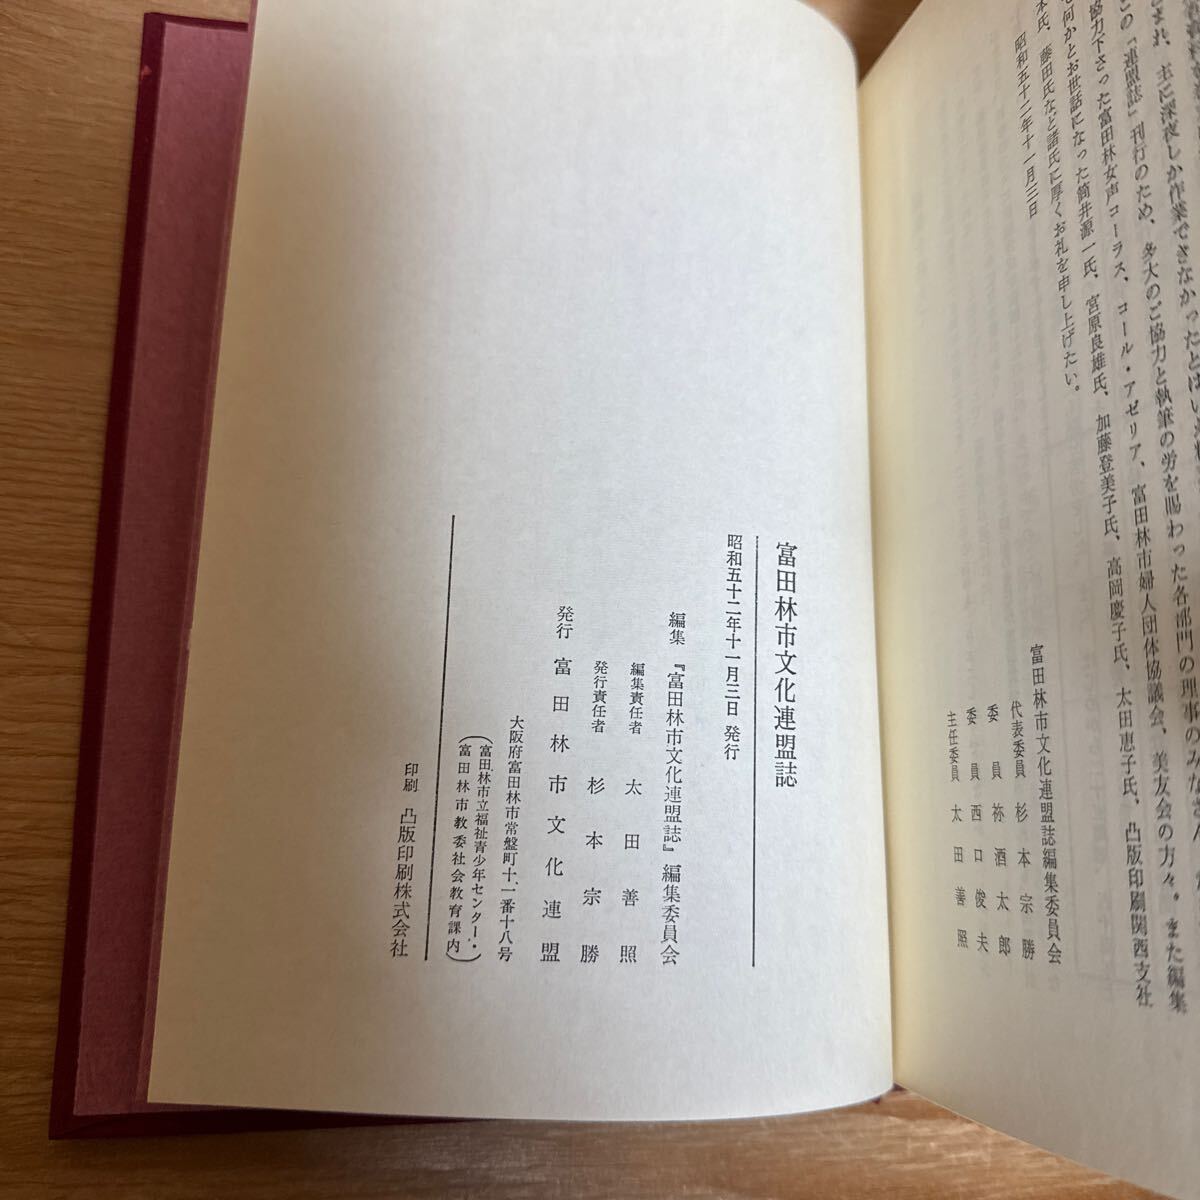 まれ、主に深夜しか作業できなかったとはい
この『連盟誌』刊行のため、多大のご協力と執筆の労を賜わった各部門の理事のみなさん
協力下さった富田林女声コーラス、コール・アゼリア、富田林市婦人団体協議会、美友会の方々。また編集
何かとお世話になった筒井源一氏、宮原良雄氏、加藤登美子氏、高岡慶子氏、太田恵子氏、凸版印刷関西支社
本氏、藤田氏など諸氏に厚くお礼を申し上げたい。
昭和五十二年十一月三日
富田林市文化連盟誌編集委員会
代表委員 杉本宗勝
委員 祢酒太郎
委員 西口俊夫
主任委員 太田善照
富田林市文化連盟誌
昭和五十二年十一月三日 発行
編集 『富田林市文化連盟誌』編集委員会
編集責任者 太田善照
発行責任者 杉本宗勝
発行 富田林市文化連盟
大阪府富田林市常盤町十、一番十八号
(富田林市立福祉青少年センター・
富田林市教委社会教育課内)
印刷 凸版印刷株式会社